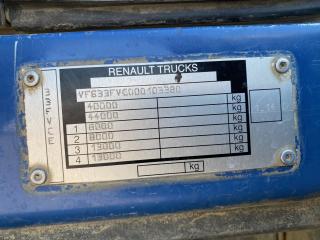 RENAULT TRUCKS
VF633FVC000103380
40000 kg
44000 kg
1 8000 kg
2 8000 kg
3 13000 kg
4 13000 kg
kg
33FVCE